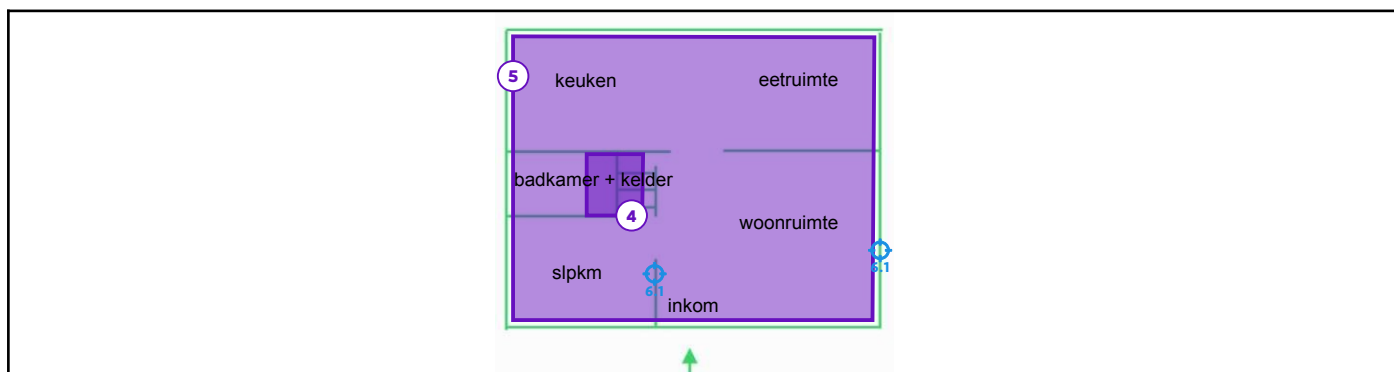 5
keuken
eetruimte
badkamer + kelder
4
woonruimte
6.1
slpkm
6.1
inkom